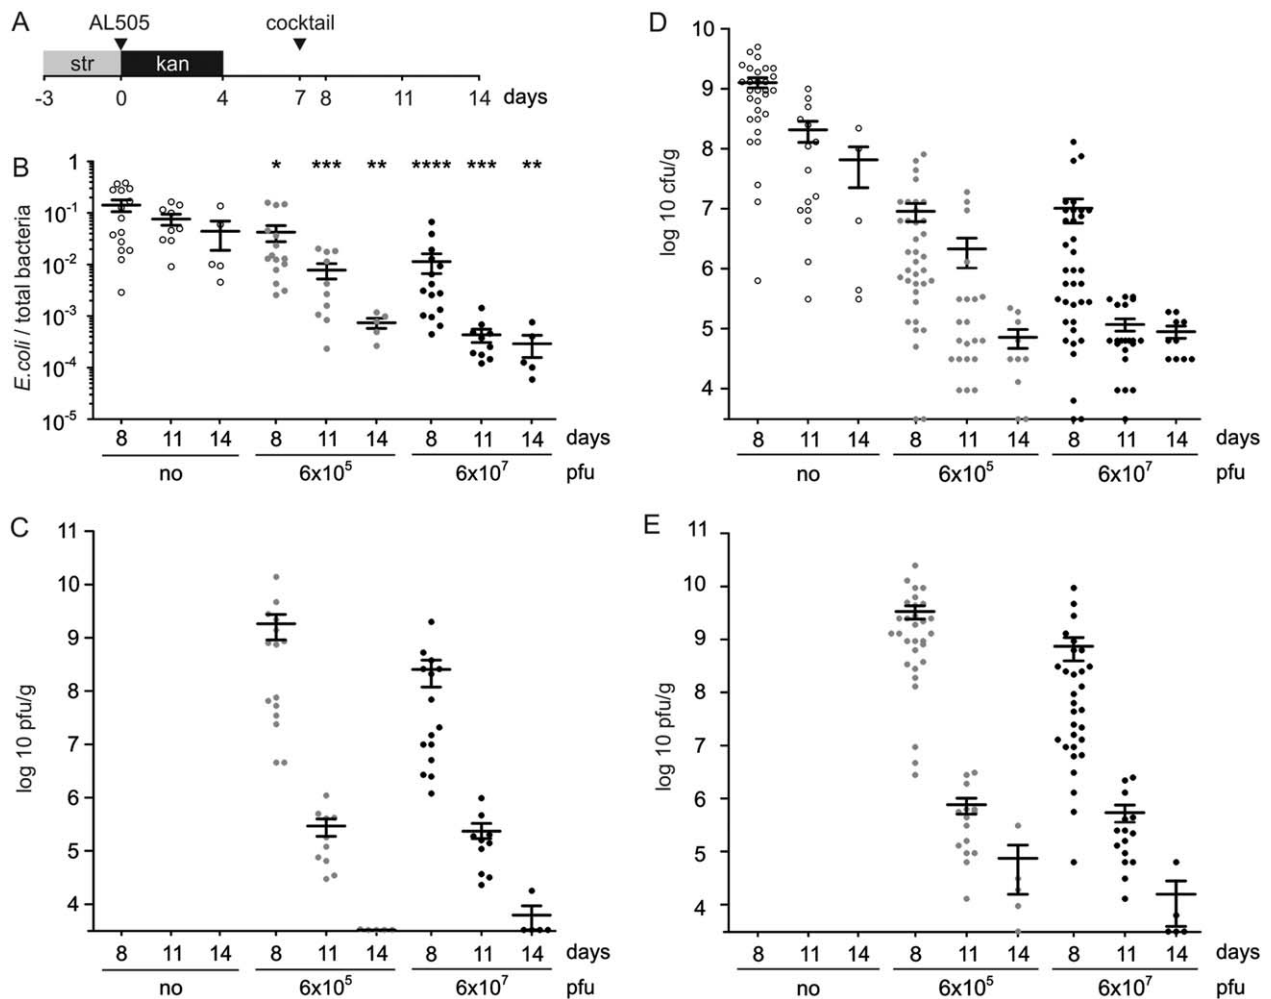 A
AL505
cocktail
str
kan
-3
0
4
7
8
11
14
days
B
* *** ** **** *** **
1
10⁻¹
10⁻²
10⁻³
10⁻⁴
10⁻⁵
E.coli / total bacteria
8 11 14 8 11 14 8 11 14 days
no 6x10⁵ 6x10⁷ pfu
D
10
9
8
7
6
5
4
log 10 cfu/g
8 11 14 8 11 14 8 11 14 days
no 6x10⁵ 6x10⁷ pfu
C
11
10
9
8
7
6
5
4
log 10 pfu/g
8 11 14 8 11 14 8 11 14 days
no 6x10⁵ 6x10⁷ pfu
E
11
10
9
8
7
6
5
4
log 10 pfu/g
8 11 14 8 11 14 8 11 14 days
no 6x10⁵ 6x10⁷ pfu